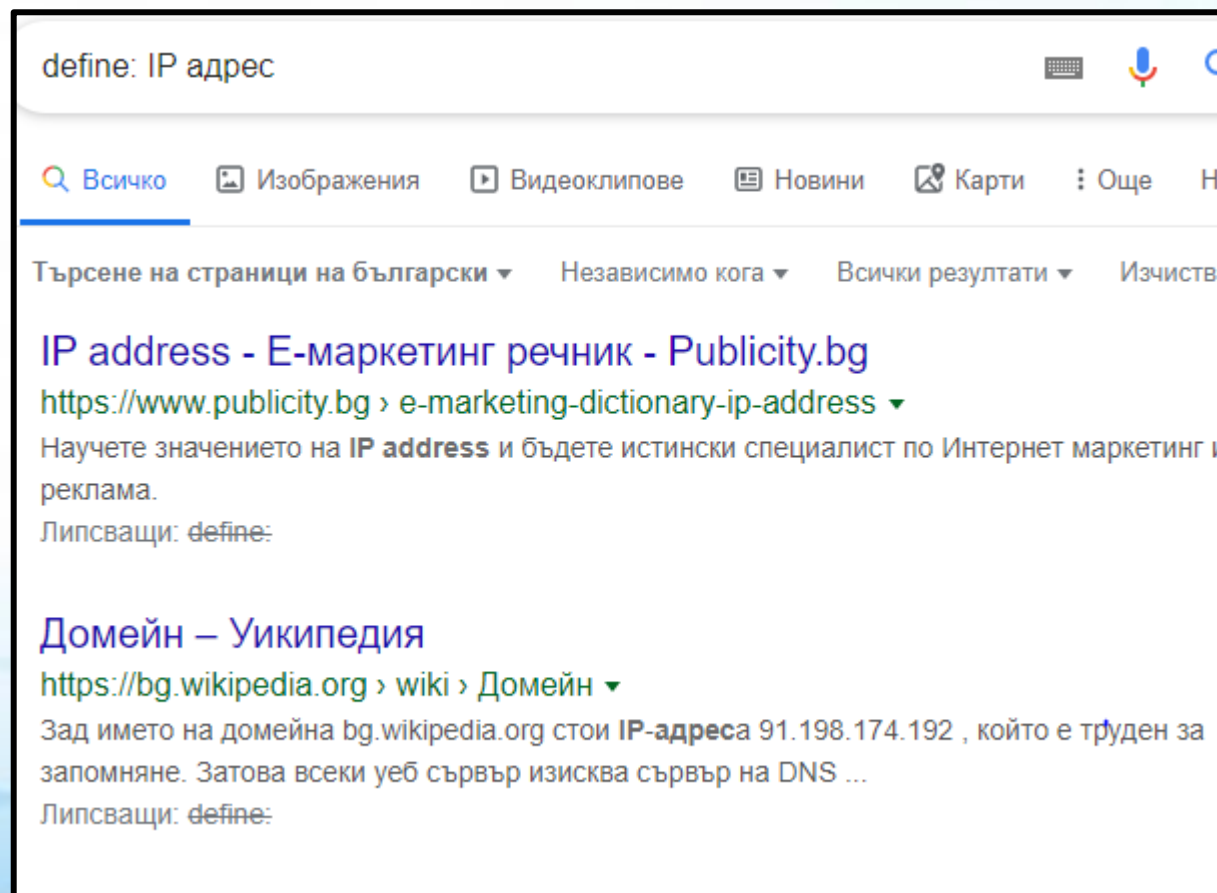 define: IP адрес
Всичко Изображения Видеоклипове Новини Карти Още Н
Търсене на страници на български Независимо кога Всички резултати Изчиств
IP address - Е-маркетинг речник - Publicity.bg
https://www.publicity.bg › e-marketing-dictionary-ip-address
Научете значението на IP address и бъдете истински специалист по Интернет маркетинг и
реклама.
Липсващи: define:
Домейн – Уикипедия
https://bg.wikipedia.org › wiki › Домейн
Зад името на домейна bg.wikipedia.org стои IP-адреса 91.198.174.192 , който е труден за
запомняне. Затова всеки уеб сървър изисква сървър на DNS ...
Липсващи: define: